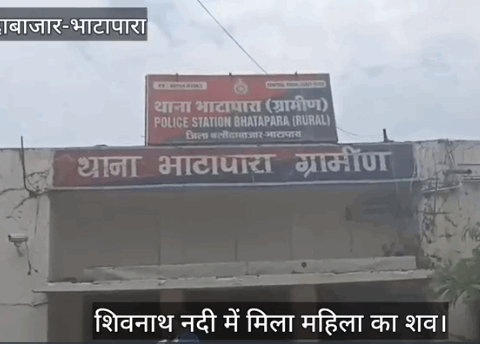 दाबाजार-भाटापारा
थाना भाटापारा (ग्रामीण)
POLICE STATION BHATAPARA (RURAL)
जिला बलौदाबाजार-भाटापारा
थाना भाटापारा ग्रामीण
शिवनाथ नदी में मिला महिला का शव।